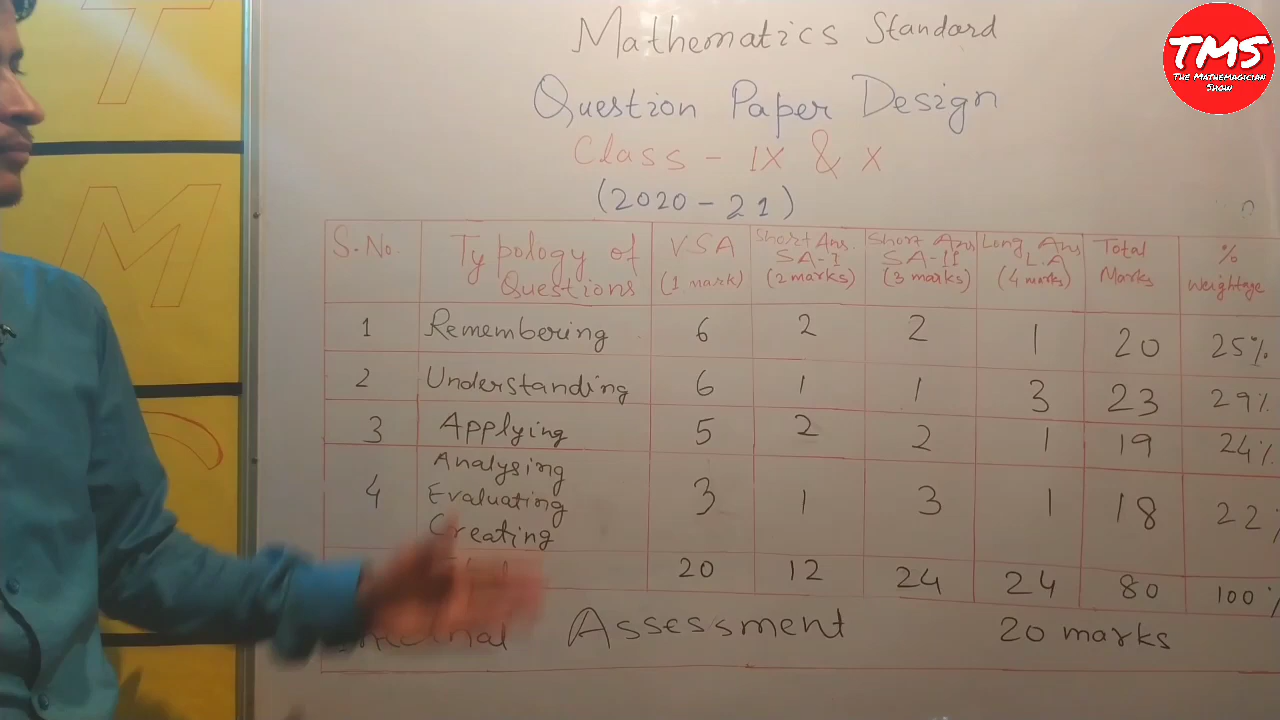 TMS
The Mathemagician
Show
Mathematics Standard
Question Paper Design
Class - IX & X
(2020-21)
S.No. Typology of Questions VSA (1 mark) Short Ans. SA-I (2 marks) Short Ans SA-II (3 marks) Long Ans L.A (4 marks) Total Marks % Weightage
1 Remembering 6 2 2 1 20 25%
2 Understanding 6 1 1 3 23 29%
3 Applying 5 2 2 1 19 24%
4 Analysing Evaluating Creating 3 1 3 1 18 22%
20 12 24 24 80 100%
Assessment 20 marks